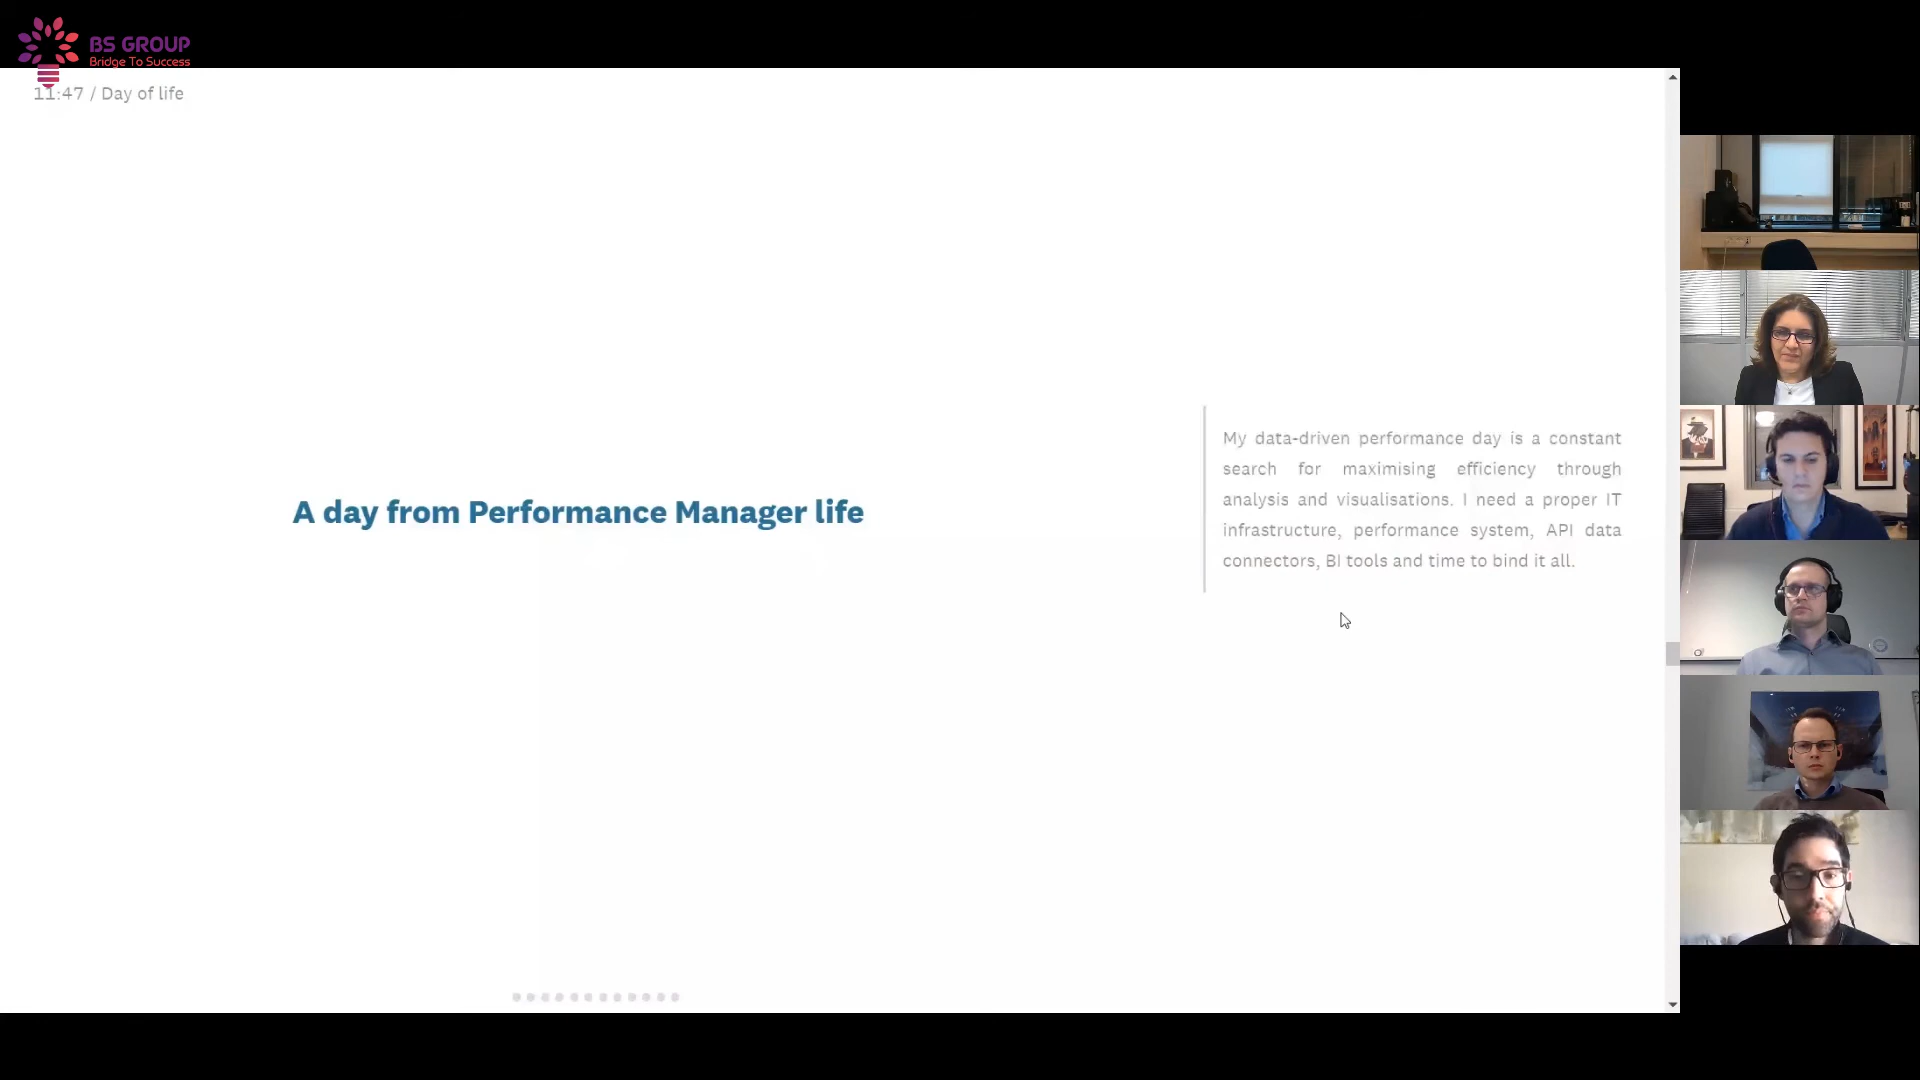 BS GROUP
Bridge To Success
11:47 / Day of life
A day from Performance Manager life
My data-driven performance day is a constant
search for maximising efficiency through
analysis and visualisations. I need a proper IT
infrastructure, performance system, API data
connectors, BI tools and time to bind it all.